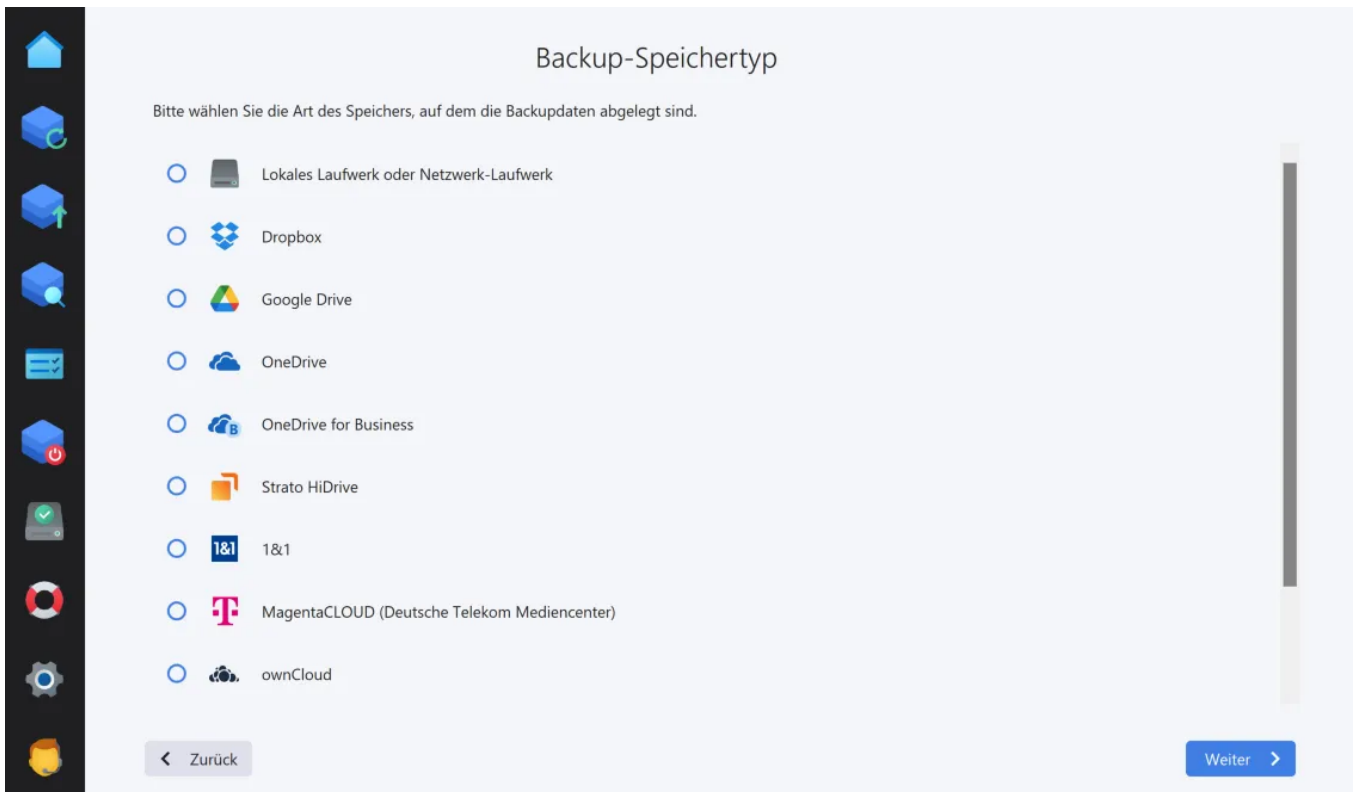 Backup-Speichertyp
Bitte wählen Sie die Art des Speichers, auf dem die Backupdaten abgelegt sind.
Lokales Laufwerk oder Netzwerk-Laufwerk
Dropbox
Google Drive
OneDrive
B OneDrive for Business
Strato HiDrive
1&1 1&1
T MagentaCLOUD (Deutsche Telekom Mediencenter)
ownCloud
Zurück Weiter